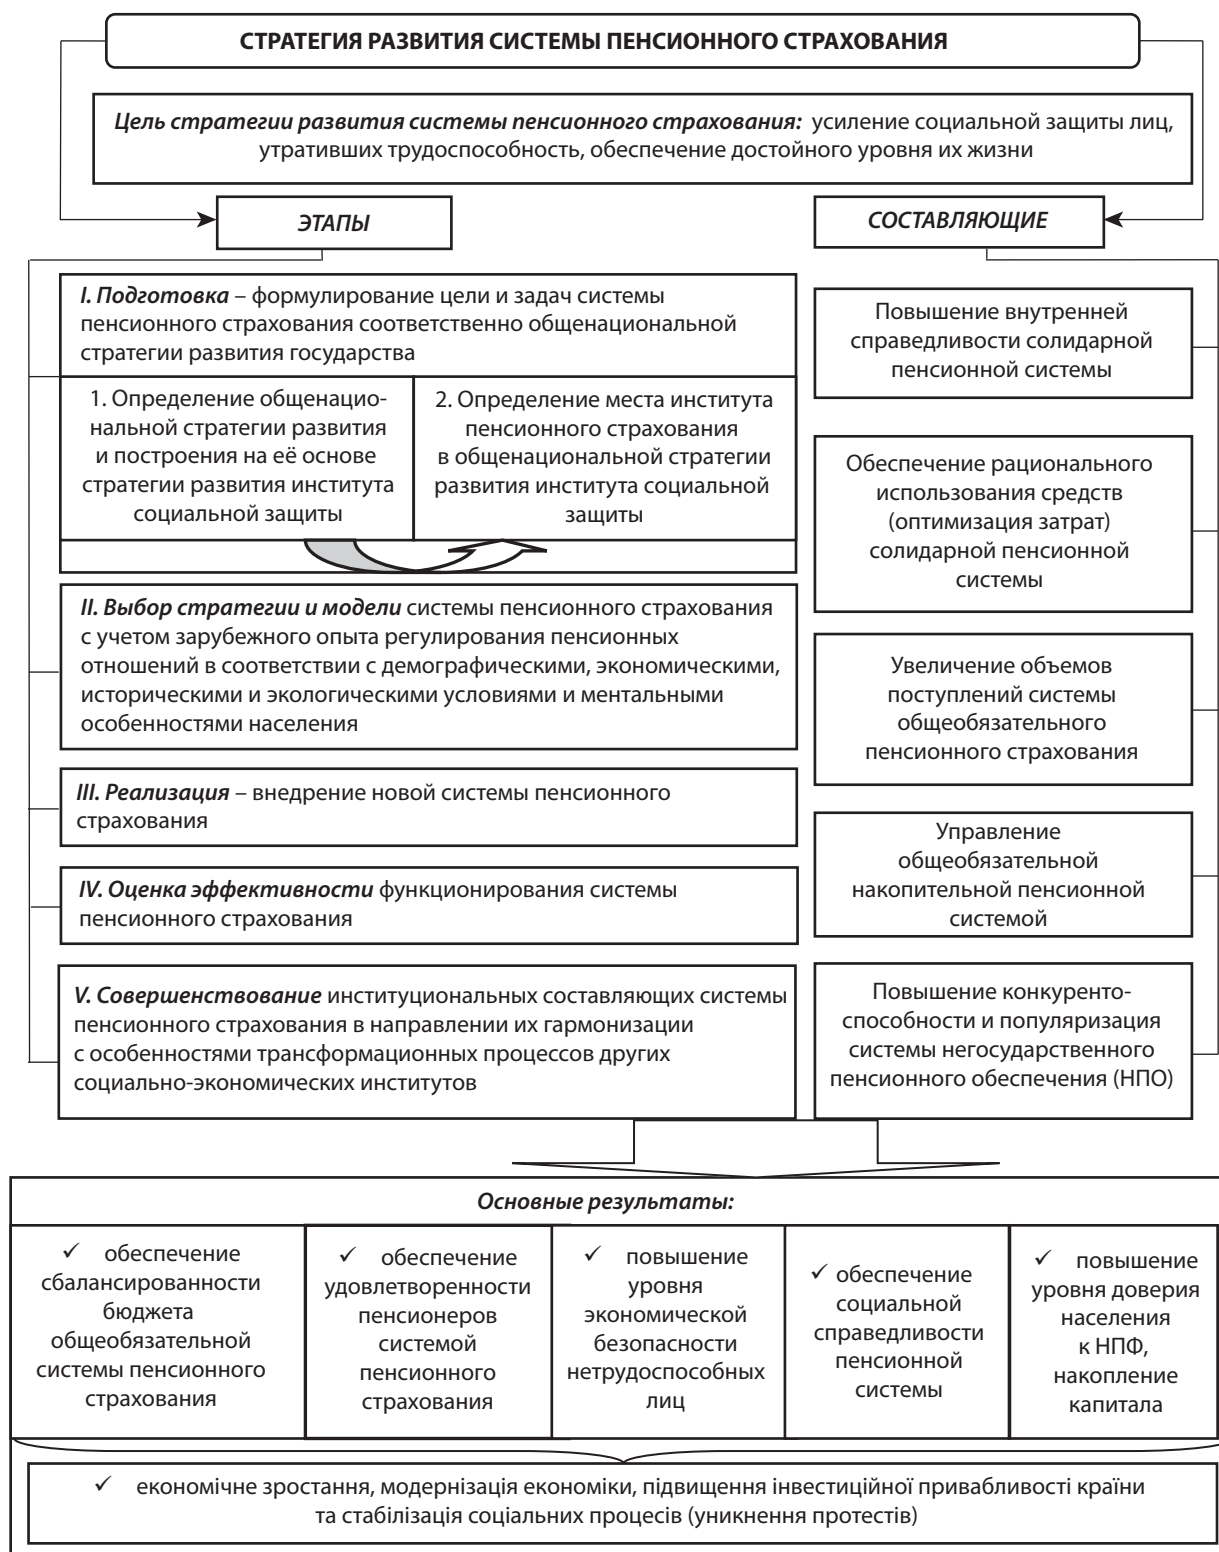 СТРАТЕГИЯ РАЗВИТИЯ СИСТЕМЫ ПЕНСИОННОГО СТРАХОВАНИЯ
Цель стратегии развития системы пенсионного страхования: усиление социальной защиты лиц,
утративших трудоспособность, обеспечение достойного уровня их жизни
ЭТАПЫ
I. Подготовка – формулирование цели и задач системы
пенсионного страхования соответственно общенациональной
стратегии развития государства
1. Определение общенацио-
нальной стратегии развития
и построения на её основе
стратегии развития института
социальной защиты
2. Определение места института
пенсионного страхования
в общенациональной стратегии
развития института социальной
защиты
II. Выбор стратегии и модели системы пенсионного страхования
с учетом зарубежного опыта регулирования пенсионных
отношений в соответствии с демографическими, экономическими,
историческими и экологическими условиями и ментальными
особенностями населения
III. Реализация – внедрение новой системы пенсионного
страхования
IV. Оценка эффективности функционирования системы
пенсионного страхования
V. Совершенствование институциональных составляющих системы
пенсионного страхования в направлении их гармонизации
с особенностями трансформационных процессов других
социально-экономических институтов
СОСТАВЛЯЮЩИЕ
Повышение внутренней
справедливости солидарной
пенсионной системы
Обеспечение рационального
использования средств
(оптимизация затрат)
солидарной пенсионной
системы
Увеличение объемов
поступлений системы
общеобязательного
пенсионного страхования
Управление
общеобязательной
накопительной пенсионной
системой
Повышение конкуренто-
способности и популяризация
системы негосударственного
пенсионного обеспечения (НПО)
Основные результаты:
✓ обеспечение
сбалансированности
бюджета
общеобязательной
системы пенсионного
страхования
✓ обеспечение
удовлетворенности
пенсионеров
системой
пенсионного
страхования
✓ повышение
уровня
экономической
безопасности
нетрудоспособных
лиц
✓ обеспечение
социальной
справедливости
пенсионной
системы
✓ повышение
уровня доверия
населения
к НПФ,
накопление
капитала
✓ економічне зростання, модернізація економіки, підвищення інвестиційної привабливості країни
та стабілізація соціальних процесів (уникнення протестів)